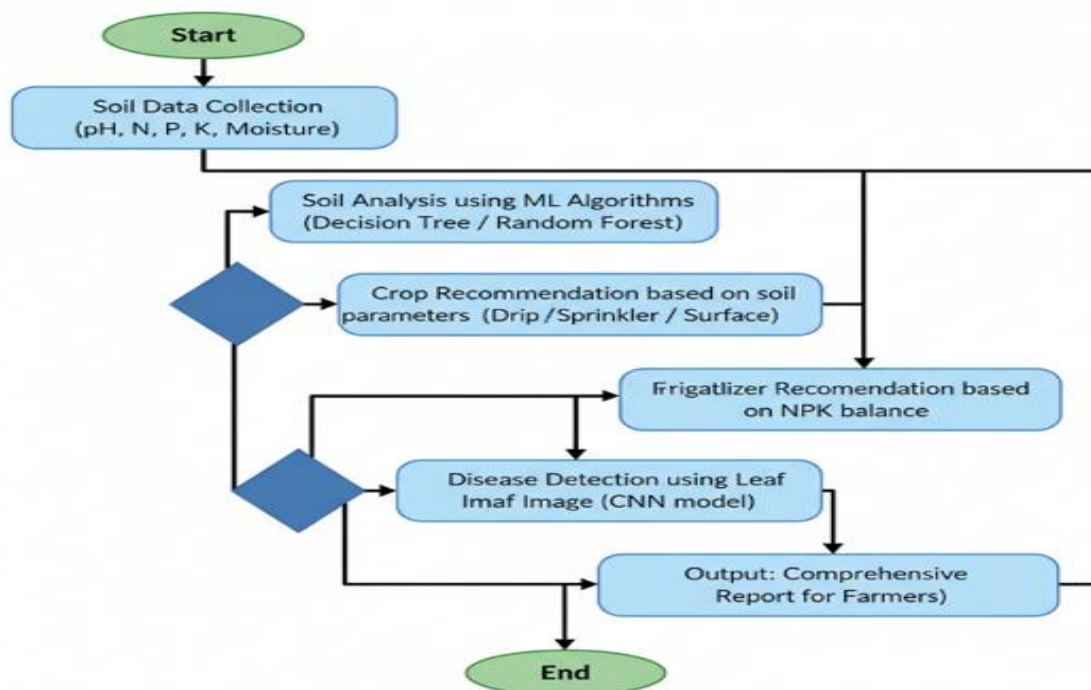 Start
Soil Data Collection
(pH, N, P, K, Moisture)
Soil Analysis using ML Algorithms
(Decision Tree / Random Forest)
Crop Recommendation based on soil
parameters (Drip/Sprinkler / Surface)
Frrigatlizer Recomendation based
on NPK balance
Disease Detection using Leaf
Imaf Image (CNN model)
Output: Comprehensive
Report for Farmers)
End